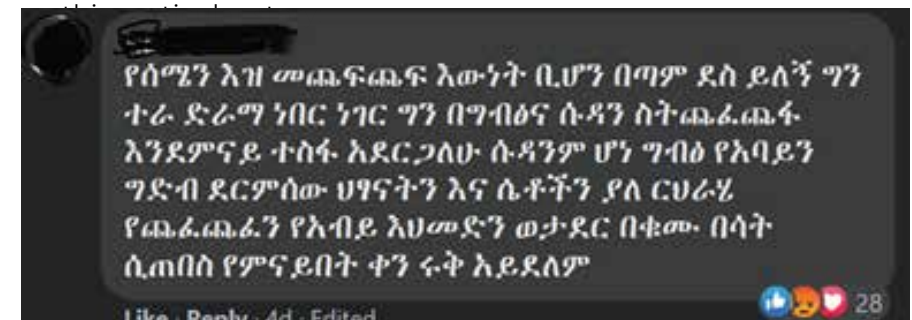 የሰሜን እዝ መጨፍጨፍ እውነት ቢሆን በጣም ደስ ይለኝ ግን
ተራ ድራማ ነበር ነገር ግን በግብፅና ሱዳን ስትጨፈጨፋ
እንደምናይ ተስፋ አደርጋለሁ ሱዳንም ሆነ ግብፅ የአባይን
ግድብ ደርምሰው ህፃናትን እና ሴቶችን ያለ ርህራሄ
የጨፈጨፈን የአብይ እህመድን ወታደር በቁሙ በሳት
ሲጠበስ የምናይበት ቀን ሩቅ አይደለም
28
Like · Reply · 4d · Edited